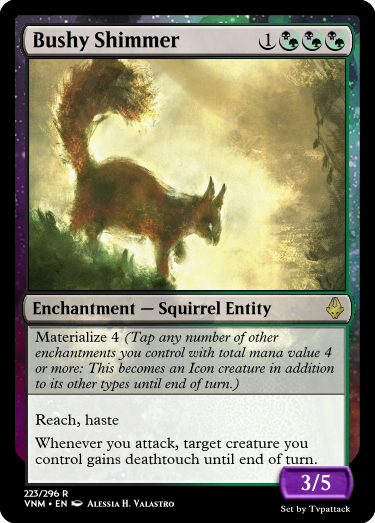 Bushy Shimmer 1
Enchantment — Squirrel Entity
Materialize 4 (Tap any number of other
enchantments you control with total mana value 4
or more: This becomes an Icon creature in addition
to its other types until end of turn.)
Reach, haste
Whenever you attack, target creature you
control gains deathtouch until end of turn.
3/5
223/296 R
VNM • EN Alessia H. Valastro
Set by Tvpattack